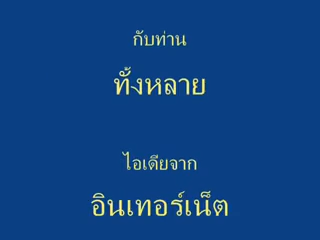 กับท่าน
ทั้งหลาย
ไอเดียจาก
อินเทอร์เน็ต